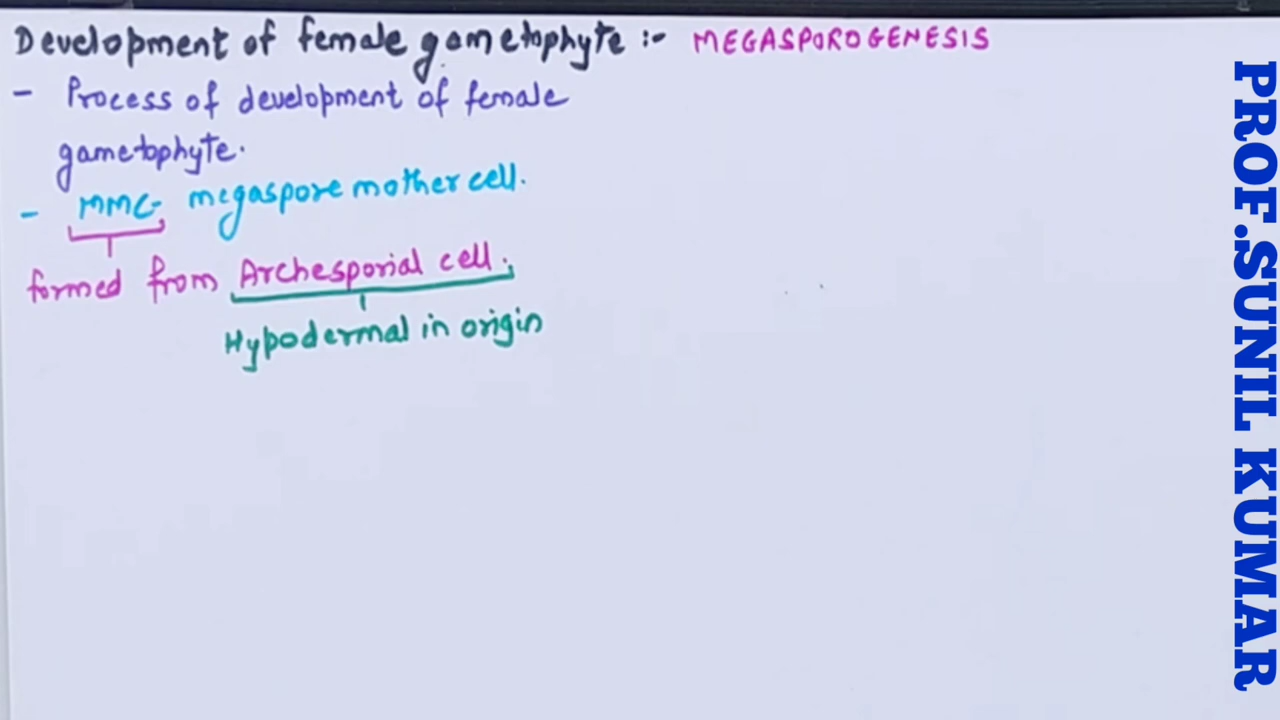 Development of female gametophyte :- MEGASPOROGENESIS
- Process of development of female
gametophyte.
- MMC, megaspore mother cell.
formed from Archesporial cell.
Hypodermal in origin
PROF.SUNIL KUMAR